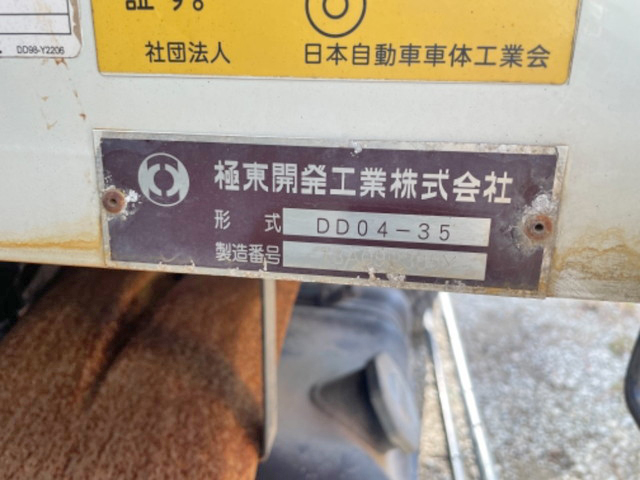 証す。
DD98-Y2206
社団法人 日本自動車車体工業会
極東開発工業株式会社
形式 DD04-35
製造番号